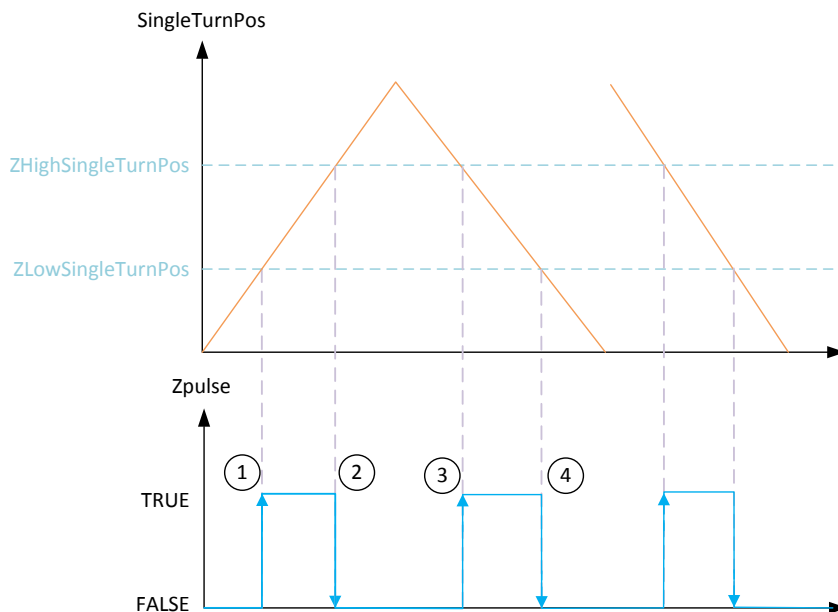 SingleTurnPos
ZHighSingleTurnPos
ZLowSingleTurnPos
Zpulse
1
2
3
4
TRUE
FALSE